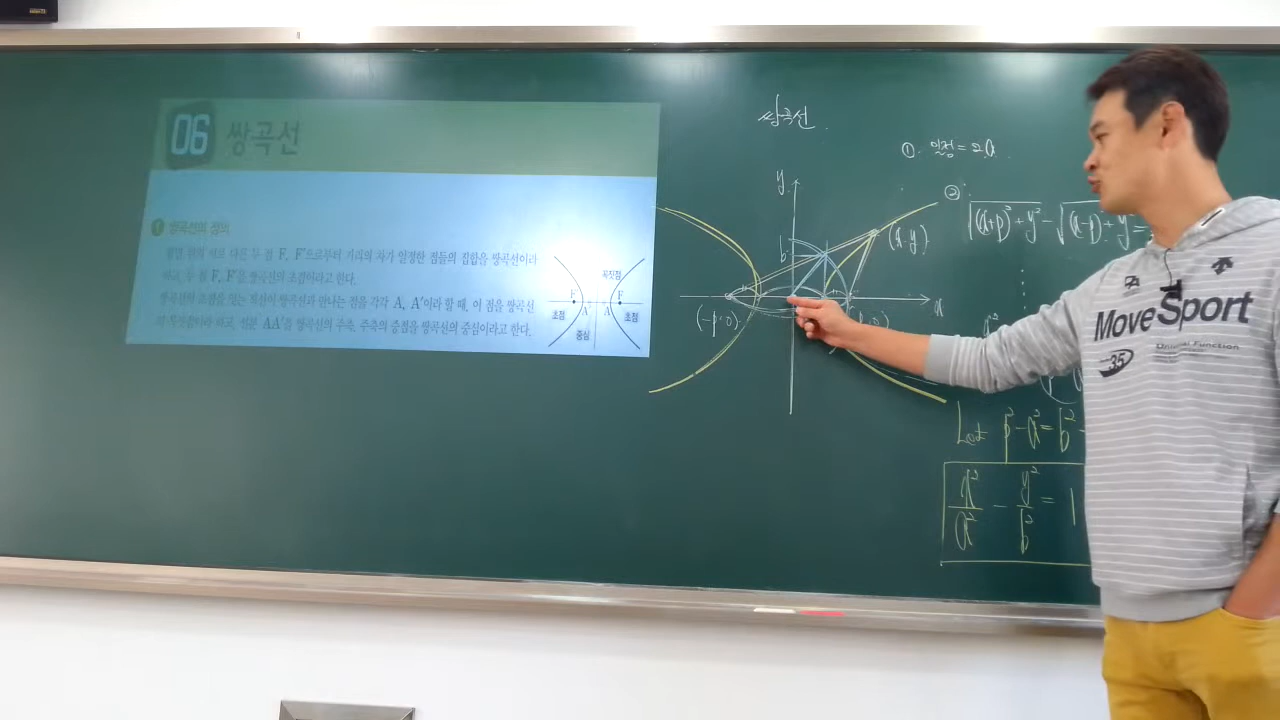 06 쌍곡선
1 쌍곡선의 정의
평면 위의 서로 다른 두 점 F, F'으로부터 거리의 차가 일정한 점들의 집합을 쌍곡선이라
하고, 두 점 F, F'을 쌍곡선의 초점이라고 한다.
쌍곡선의 초점을 잇는 직선이 쌍곡선과 만나는 점을 각각 A, A'이라 할 때, 이 점을 쌍곡선
의 꼭짓점이라 하고, 선분 AA'을 쌍곡선의 주축, 주축의 중점을 쌍곡선의 중심이라고 한다.
꼭짓점
F' A' A F
초점 초점
중심
쌍곡선
① 일정 = 2a
②
√(x+p)²+y² - √(x-p)²+y² =
y
b
(x, y)
x
(-p, 0)
Let p² - a² = b²
x²/a² - y²/b² = 1
Move Sport
35
Universal Function